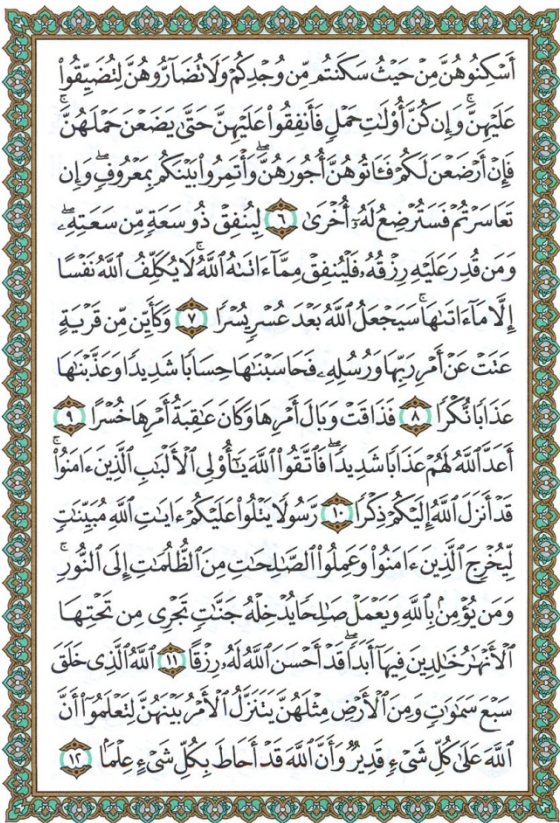 أَسْكِنُوهُنَّ مِنْ حَيْثُ سَكَنتُم مِّن وُجْدِكُمْ وَلَا تُضَآرُّوهُنَّ لِتُضَيِّقُوا۟
عَلَيْهِنَّ ۚ وَإِن كُنَّ أُو۟لَٰتِ حَمْلٍ فَأَنفِقُوا۟ عَلَيْهِنَّ حَتَّىٰ يَضَعْنَ حَمْلَهُنَّ ۚ
فَإِنْ أَرْضَعْنَ لَكُمْ فَـَٔاتُوهُنَّ أُجُورَهُنَّ ۖ وَأْتَمِرُوا۟ بَيْنَكُم بِمَعْرُوفٍ ۖ وَإِن
تَعَاسَرْتُمْ فَسَتُرْضِعُ لَهُۥٓ أُخْرَىٰ ٦ لِيُنفِقْ ذُو سَعَةٍ مِّن سَعَتِهِۦ ۖ
وَمَن قُدِرَ عَلَيْهِ رِزْقُهُۥ فَلْيُنفِقْ مِمَّآ ءَاتَىٰهُ ٱللَّهُ ۚ لَا يُكَلِّفُ ٱللَّهُ نَفْسًا
إِلَّا مَآ ءَاتَىٰهَا ۚ سَيَجْعَلُ ٱللَّهُ بَعْدَ عُسْرٍ يُسْرًا ٧ وَكَأَيِّن مِّن قَرْيَةٍ
عَتَتْ عَنْ أَمْرِ رَبِّهَا وَرُسُلِهِۦ فَحَاسَبْنَٰهَا حِسَابًا شَدِيدًا وَعَذَّبْنَٰهَا
عَذَابًا نُّكْرًا ٨ فَذَاقَتْ وَبَالَ أَمْرِهَا وَكَانَ عَٰقِبَةُ أَمْرِهَا خُسْرًا ٩
أَعَدَّ ٱللَّهُ لَهُمْ عَذَابًا شَدِيدًا ۖ فَٱتَّقُوا۟ ٱللَّهَ يَٰٓأُو۟لِى ٱلْأَلْبَٰبِ ٱلَّذِينَ ءَامَنُوا۟ ۚ
قَدْ أَنزَلَ ٱللَّهُ إِلَيْكُمْ ذِكْرًا ١٠ رَّسُولًا يَتْلُوا۟ عَلَيْكُمْ ءَايَٰتِ ٱللَّهِ مُبَيِّنَٰتٍ
لِّيُخْرِجَ ٱلَّذِينَ ءَامَنُوا۟ وَعَمِلُوا۟ ٱلصَّٰلِحَٰتِ مِنَ ٱلظُّلُمَٰتِ إِلَى ٱلنُّورِ ۚ
وَمَن يُؤْمِنۢ بِٱللَّهِ وَيَعْمَلْ صَٰلِحًا يُدْخِلْهُ جَنَّٰتٍ تَجْرِى مِن تَحْتِهَا
ٱلْأَنْهَٰرُ خَٰلِدِينَ فِيهَآ أَبَدًا ۖ قَدْ أَحْسَنَ ٱللَّهُ لَهُۥ رِزْقًا ١١ ٱللَّهُ ٱلَّذِى خَلَقَ
سَبْعَ سَمَٰوَٰتٍ وَمِنَ ٱلْأَرْضِ مِثْلَهُنَّ يَتَنَزَّلُ ٱلْأَمْرُ بَيْنَهُنَّ لِتَعْلَمُوٓا۟ أَنَّ
ٱللَّهَ عَلَىٰ كُلِّ شَىْءٍ قَدِيرٌ وَأَنَّ ٱللَّهَ قَدْ أَحَاطَ بِكُلِّ شَىْءٍ عِلْمًۢا ١٢